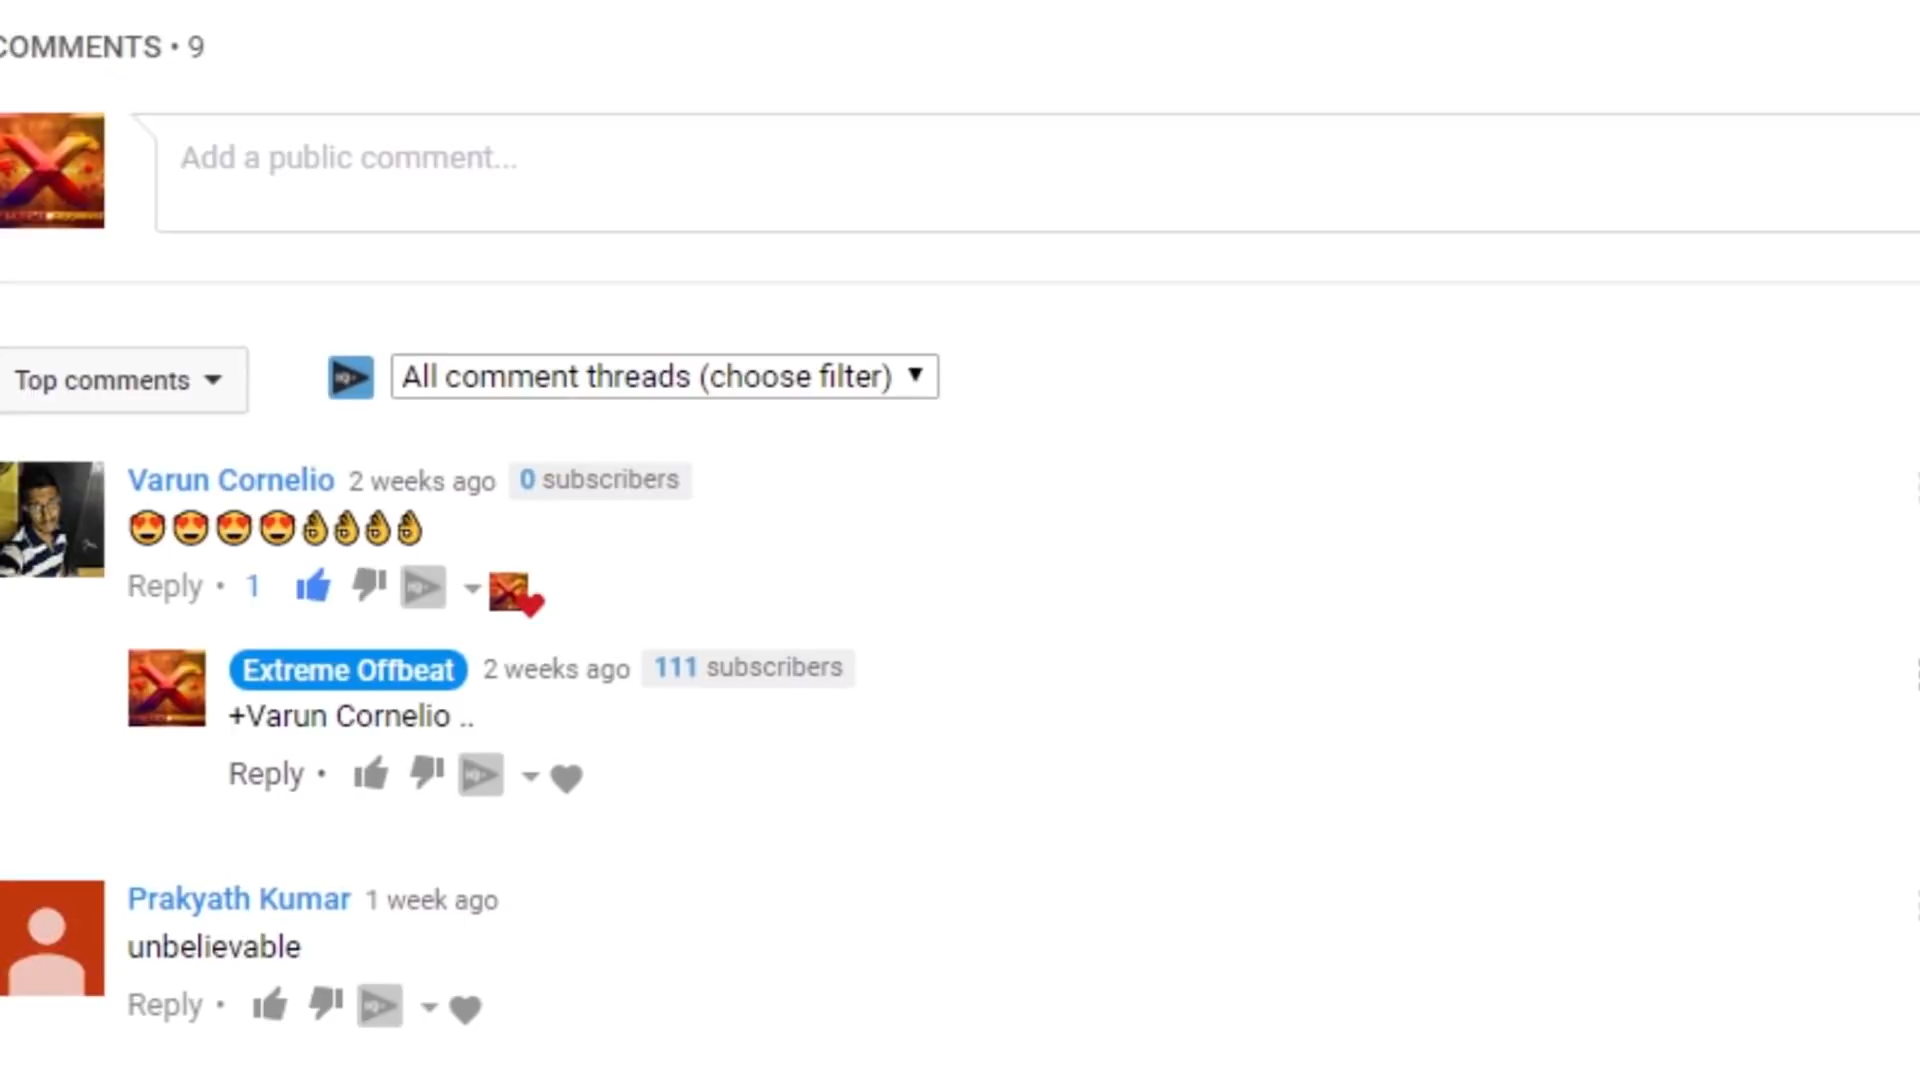 COMMENTS • 9
Add a public comment...
Top comments
All comment threads (choose filter)
Varun Cornelio 2 weeks ago 0 subscribers
😍😍😍😍👌👌👌👌
Reply • 1
Extreme Offbeat 2 weeks ago 111 subscribers
+Varun Cornelio ..
Reply •
Prakyath Kumar 1 week ago
unbelievable
Reply •